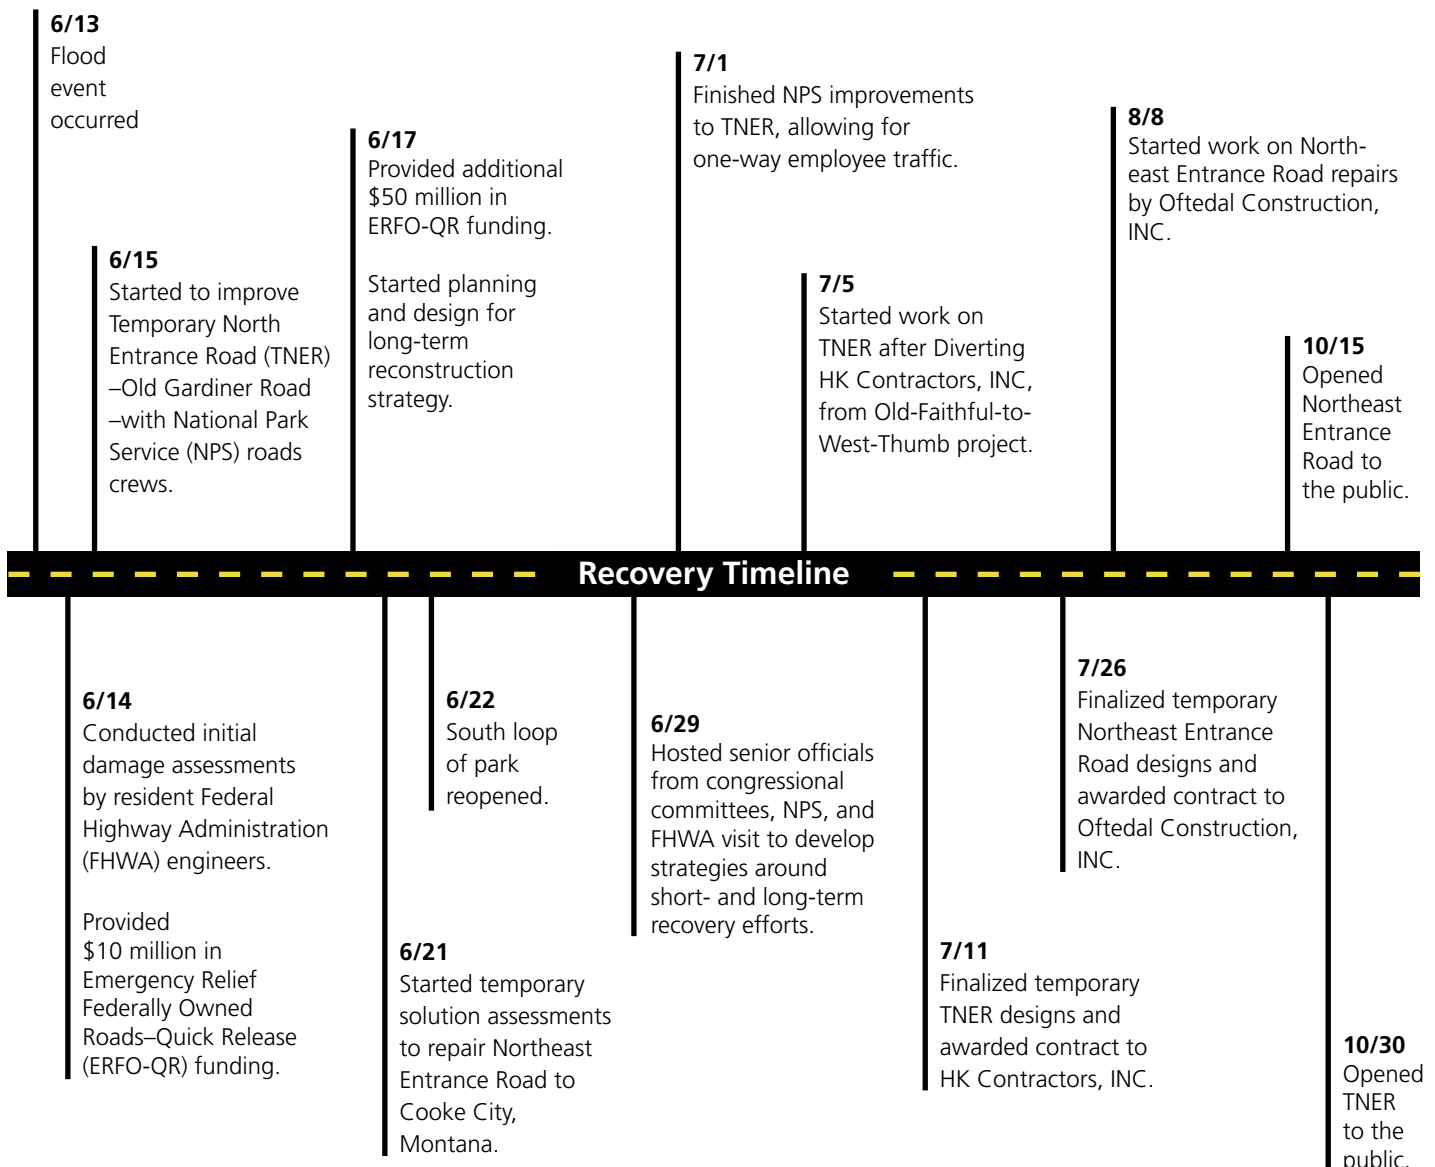 6/13
Flood
event
occurred
6/15
Started to improve
Temporary North
Entrance Road (TNER)
–Old Gardiner Road
–with National Park
Service (NPS) roads
crews.
6/17
Provided additional
$50 million in
ERFO-QR funding.
Started planning
and design for
long-term
reconstruction
strategy.
7/1
Finished NPS improvements
to TNER, allowing for
one-way employee traffic.
7/5
Started work on
TNER after Diverting
HK Contractors, INC,
from Old-Faithful-to-
West-Thumb project.
8/8
Started work on North-
east Entrance Road repairs
by Oftedal Construction,
INC.
10/15
Opened
Northeast
Entrance
Road to
the public.
Recovery Timeline
6/14
Conducted initial
damage assessments
by resident Federal
Highway Administration
(FHWA) engineers.
Provided
$10 million in
Emergency Relief
Federally Owned
Roads–Quick Release
(ERFO-QR) funding.
6/21
Started temporary
solution assessments
to repair Northeast
Entrance Road to
Cooke City,
Montana.
6/22
South loop
of park
reopened.
6/29
Hosted senior officials
from congressional
committees, NPS, and
FHWA visit to develop
strategies around
short- and long-term
recovery efforts.
7/11
Finalized temporary
TNER designs and
awarded contract to
HK Contractors, INC.
7/26
Finalized temporary
Northeast Entrance
Road designs and
awarded contract to
Oftedal Construction,
INC.
10/30
Opened
TNER
to the
public.